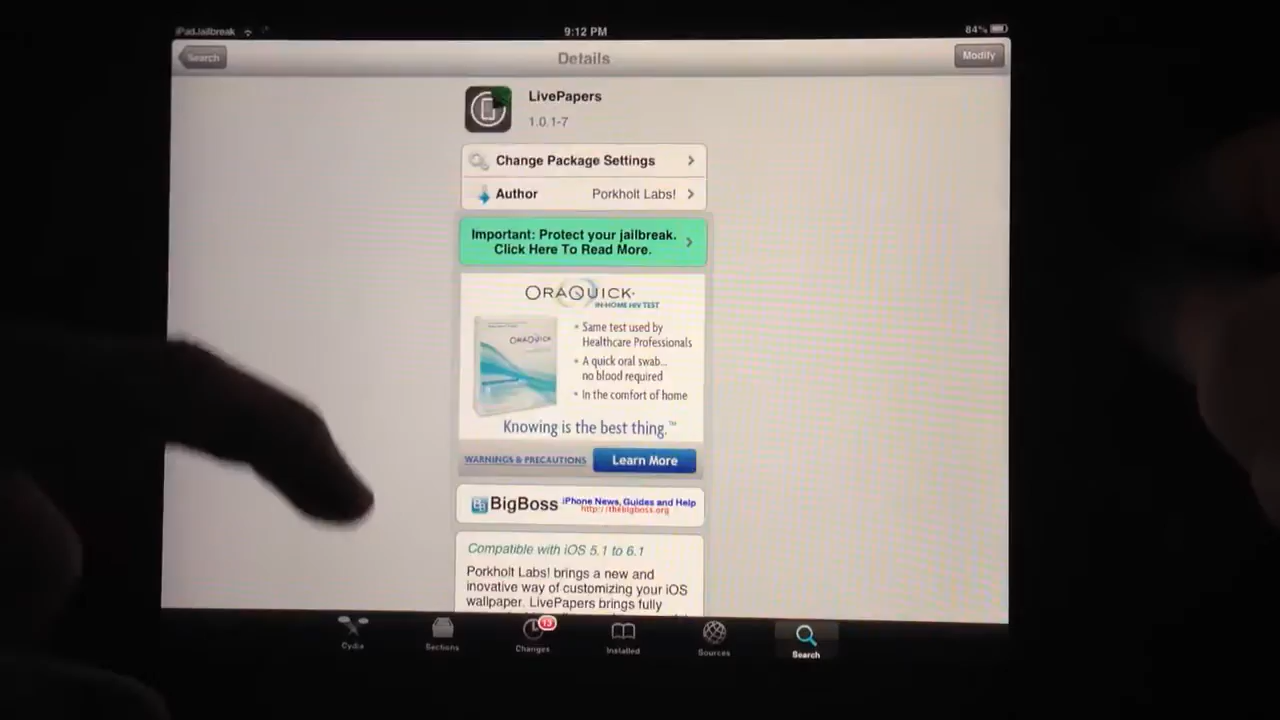 iPadJailbreak
9:12 PM
84%
Search
Details
Modify
LivePapers
1.0.1-7
Change Package Settings
Author
Porkholt Labs!
Important: Protect your jailbreak.
Click Here To Read More.
ORAQUICK
IN-HOME HIV TEST
ORAQUICK
• Same test used by
Healthcare Professionals
• A quick oral swab...
no blood required
• In the comfort of home
Knowing is the best thing.™
WARNINGS & PRECAUTIONS
Learn More
BigBoss
iPhone News, Guides and Help
http://thebigboss.org
Compatible with iOS 5.1 to 6.1
Porkholt Labs! brings a new and
inovative way of customizing your iOS
wallpaper. LivePapers brings fully
13
Cydia
Sections
Changes
Installed
Sources
Search